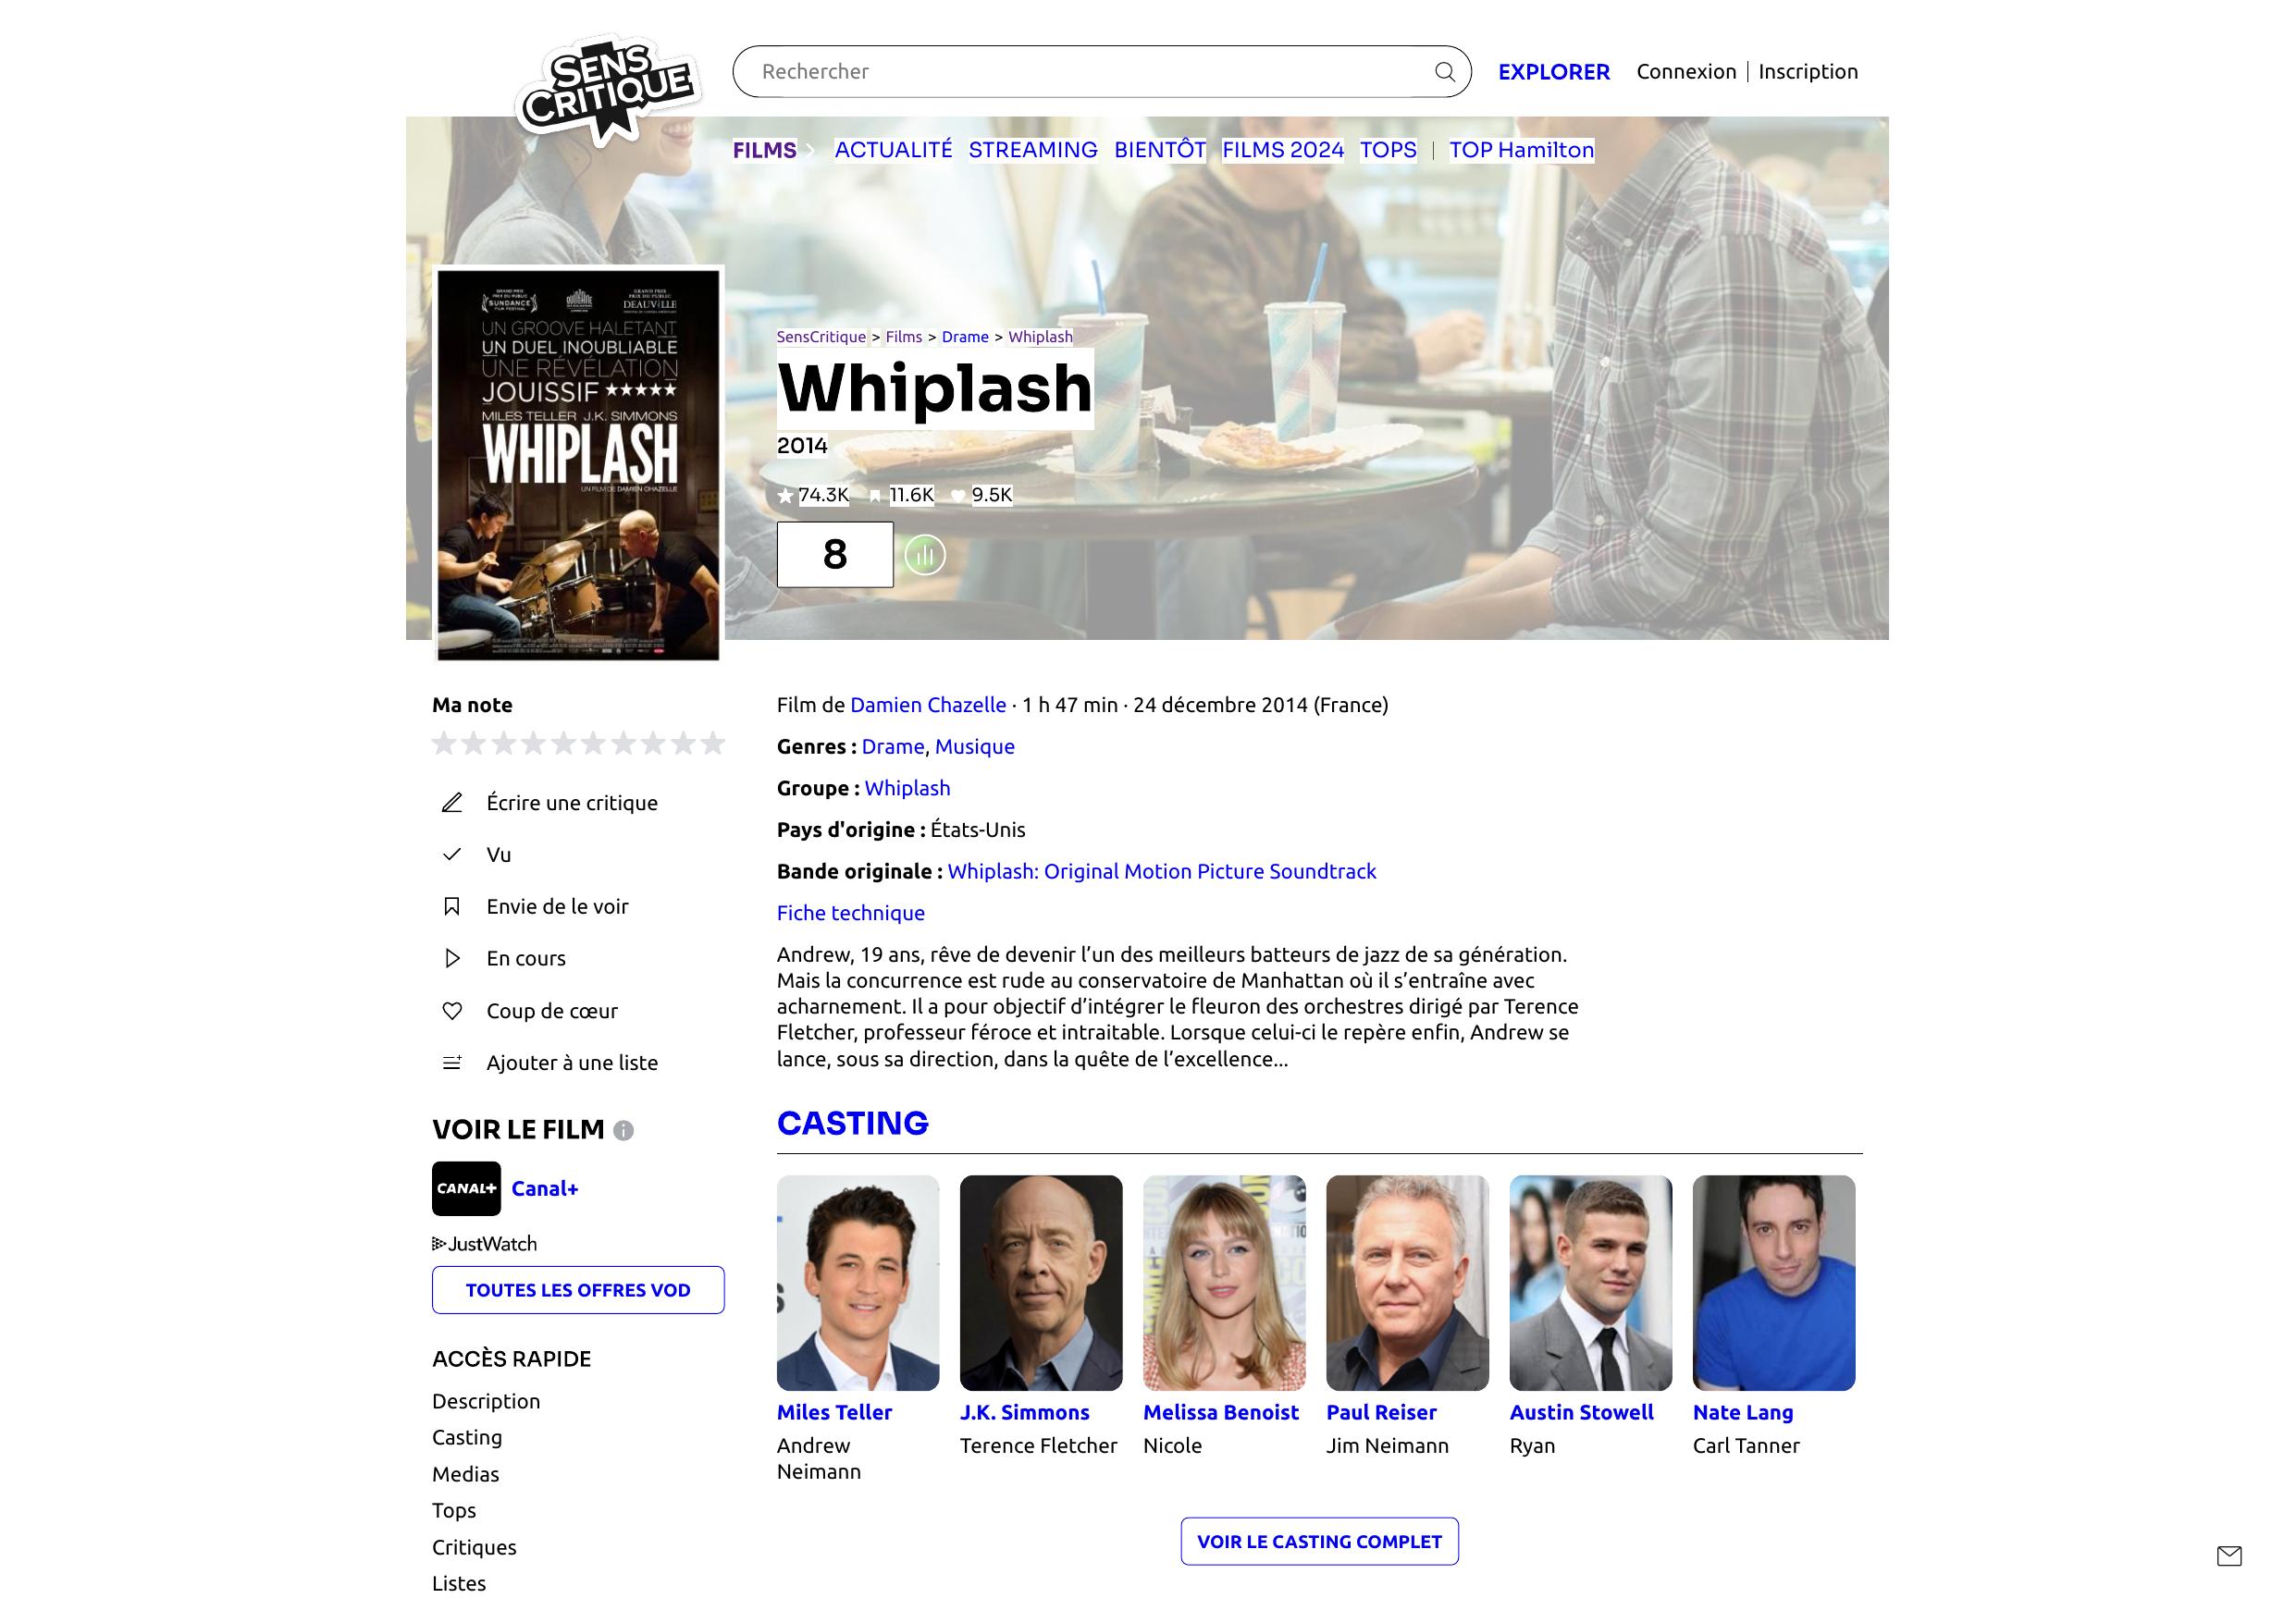 SENS
CRITIQUE
Rechercher
EXPLORER
Connexion | Inscription
FILMS
ACTUALITÉ
STREAMING
BIENTÔT
FILMS 2024
TOPS
|
TOP Hamilton
SUNDANCE
DEAUVILLE
UN GROOVE HALETANT
UN DUEL INOUBLIABLE
UNE RÉVÉLATION
JOUISSIF ★★★★★
MILES TELLER J.K. SIMMONS
WHIPLASH
UN FILM DE DAMIEN CHAZELLE
SensCritique > Films > Drame > Whiplash
Whiplash
2014
74.3K 11.6K 9.5K
8
Ma note
Écrire une critique
Vu
Envie de le voir
En cours
Coup de cœur
Ajouter à une liste
VOIR LE FILM
CANAL+ Canal+
JustWatch
TOUTES LES OFFRES VOD
ACCÈS RAPIDE
Description
Casting
Medias
Tops
Critiques
Listes
Film de Damien Chazelle · 1 h 47 min · 24 décembre 2014 (France)
Genres : Drame, Musique
Groupe : Whiplash
Pays d'origine : États-Unis
Bande originale : Whiplash: Original Motion Picture Soundtrack
Fiche technique
Andrew, 19 ans, rêve de devenir l’un des meilleurs batteurs de jazz de sa génération.
Mais la concurrence est rude au conservatoire de Manhattan où il s’entraîne avec
acharnement. Il a pour objectif d’intégrer le fleuron des orchestres dirigé par Terence
Fletcher, professeur féroce et intraitable. Lorsque celui-ci le repère enfin, Andrew se
lance, sous sa direction, dans la quête de l’excellence...
CASTING
Miles Teller
Andrew
Neimann
J.K. Simmons
Terence Fletcher
Melissa Benoist
Nicole
Paul Reiser
Jim Neimann
Austin Stowell
Ryan
Nate Lang
Carl Tanner
VOIR LE CASTING COMPLET